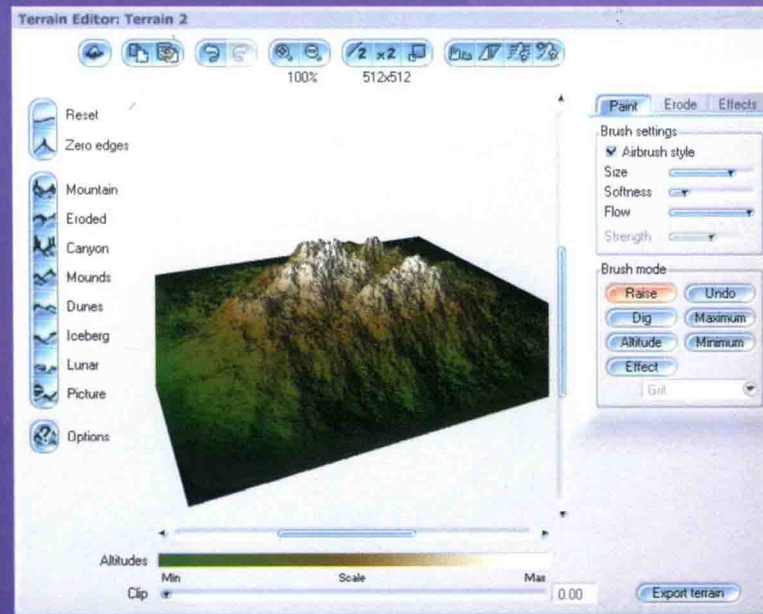 Terrain Editor: Terrain 2
/2 x2
100% 512x512
Reset
Zero edges
Mountain
Eroded
Canyon
Mounds
Dunes
Iceberg
Lunar
Picture
Options
Paint Erode Effects
Brush settings
Airbrush style
Size
Softness
Flow
Strength
Brush mode
Raise Undo
Dig Maximum
Altitude Minimum
Effect
Grit
Altitudes
Min Scale Max
Clip 0.00 Export terrain